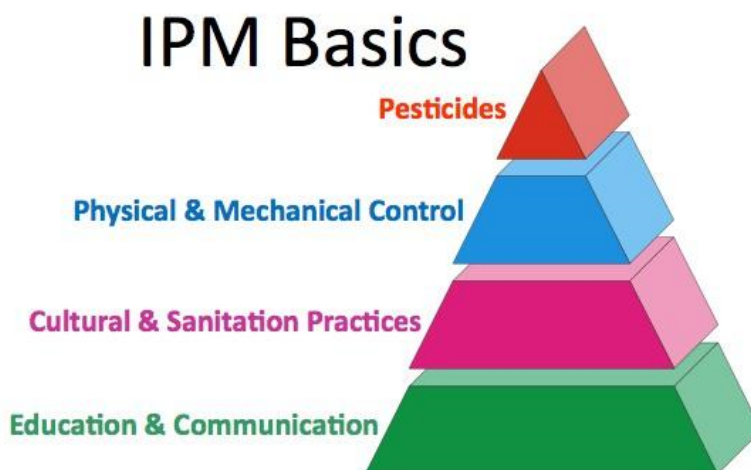 IPM Basics
Pesticides
Physical & Mechanical Control
Cultural & Sanitation Practices
Education & Communication